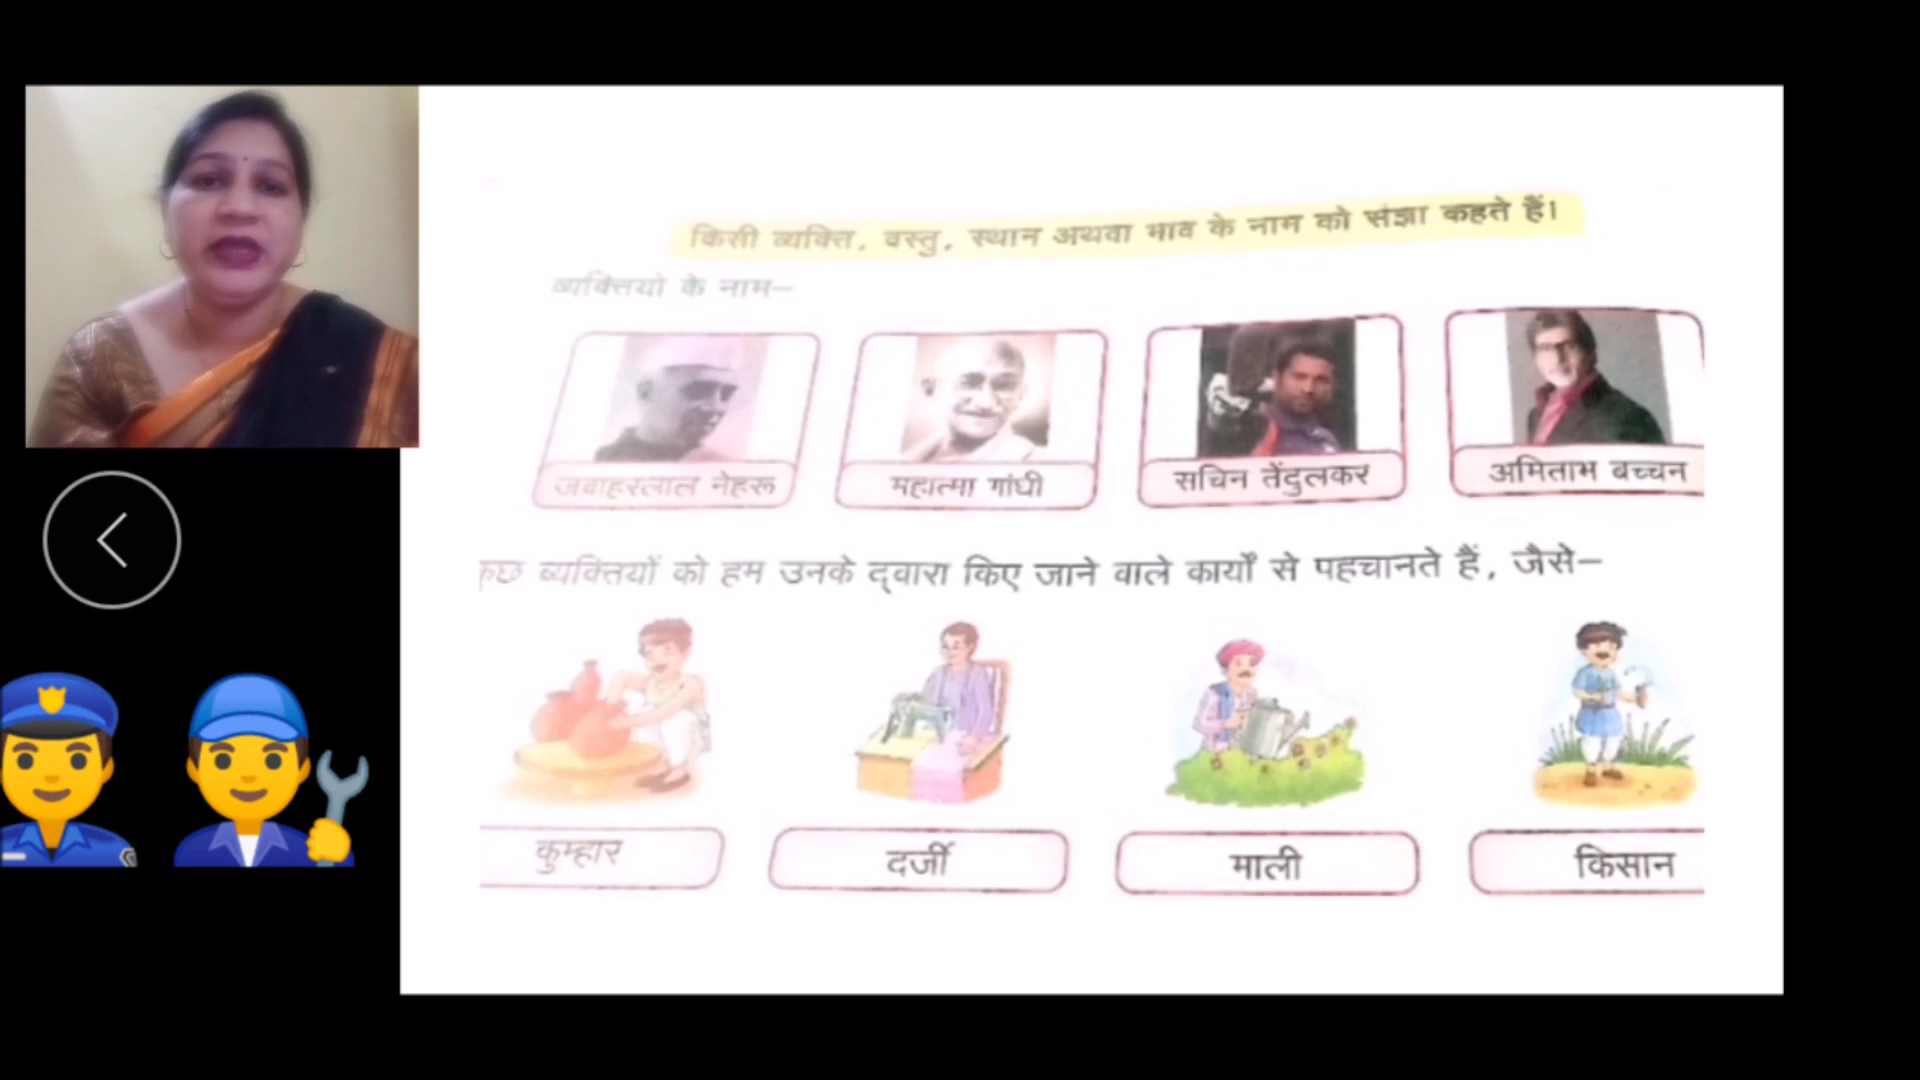 किसी व्यक्ति, वस्तु, स्थान अथवा भाव के नाम को संज्ञा कहते हैं।
व्यक्तियों के नाम–
जवाहरलाल नेहरू
महात्मा गांधी
सचिन तेंदुलकर
अमिताभ बच्चन
कुछ व्यक्तियों को हम उनके द्वारा किए जाने वाले कार्यों से पहचानते हैं, जैसे–
कुम्हार
दर्जी
माली
किसान